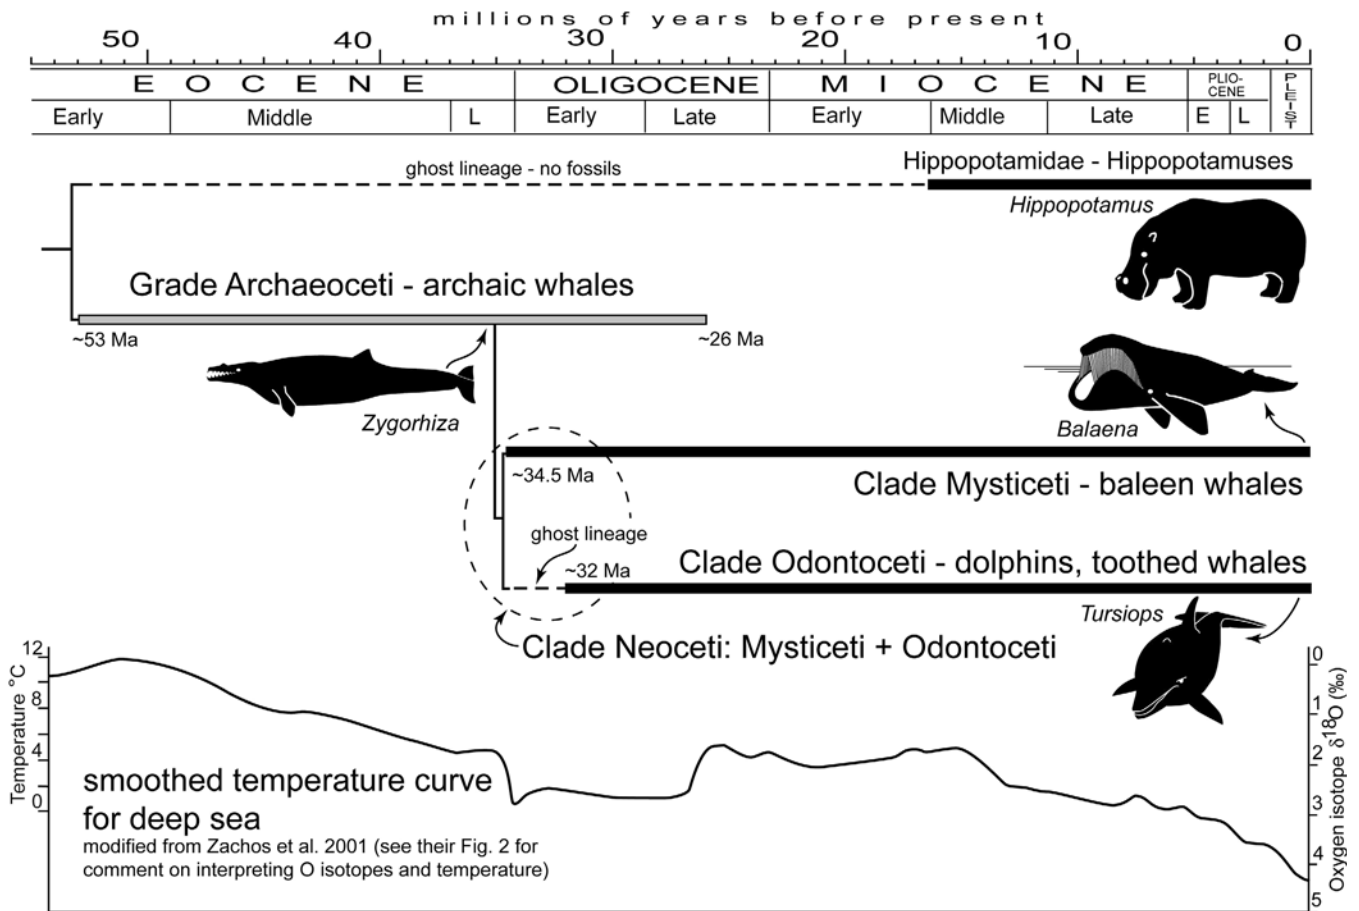 millions of years before present
50 40 30 20 10 0
EOCENE OLIGOCENE MIOCENE PLIO-CENE PLEIST
Early Middle L Early Late Early Middle Late E L
ghost lineage - no fossils
Hippopotamidae - Hippopotamuses
Hippopotamus
Grade Archaeoceti - archaic whales
~53 Ma
~26 Ma
Zygorhiza
Balaena
~34.5 Ma
Clade Mysticeti - baleen whales
ghost lineage
~32 Ma
Clade Odontoceti - dolphins, toothed whales
Tursiops
Clade Neoceti: Mysticeti + Odontoceti
Temperature °C
12
8
4
0
smoothed temperature curve
for deep sea
modified from Zachos et al. 2001 (see their Fig. 2 for
comment on interpreting O isotopes and temperature)
0
1
2
3
4
5
Oxygen isotope δ18O (‰)